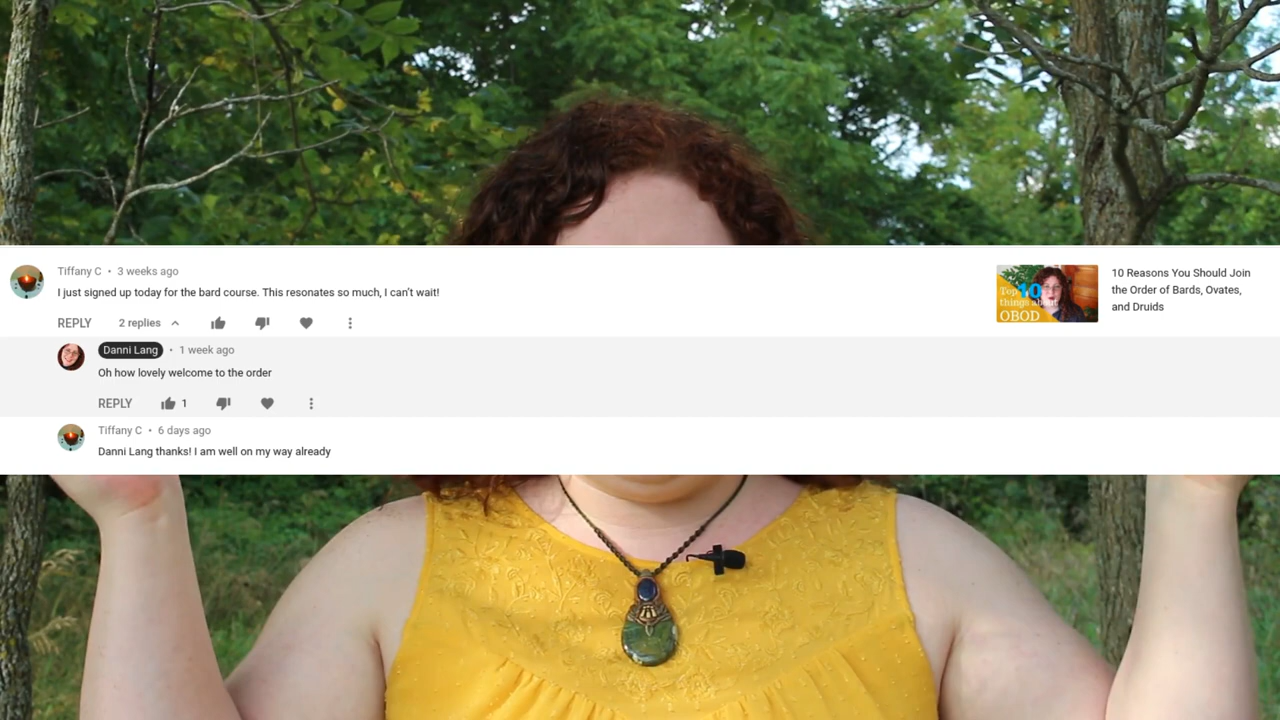 Tiffany C • 3 weeks ago
I just signed up today for the bard course. This resonates so much, I can't wait!
REPLY 2 replies
Top 10
things about
OBOD
10 Reasons You Should Join
the Order of Bards, Ovates,
and Druids
Danni Lang • 1 week ago
Oh how lovely welcome to the order
REPLY 1
Tiffany C • 6 days ago
Danni Lang thanks! I am well on my way already